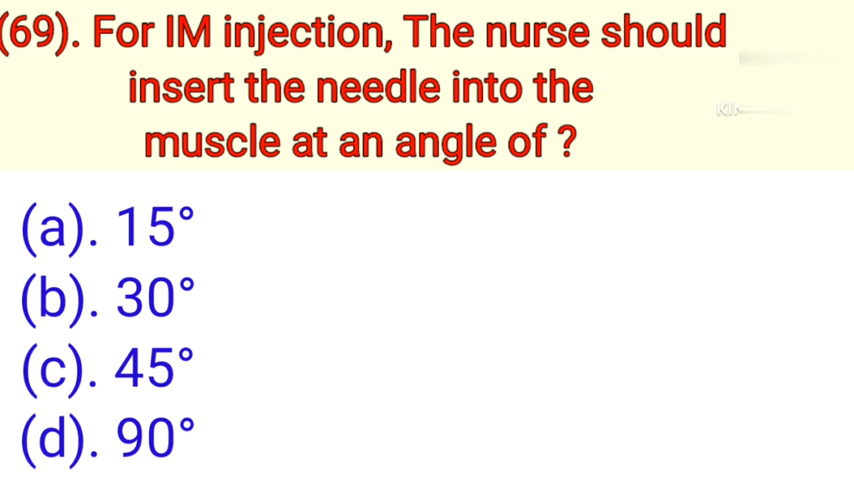 (69). For IM injection, The nurse should
insert the needle into the
muscle at an angle of ?
(a). 15°
(b). 30°
(c). 45°
(d). 90°